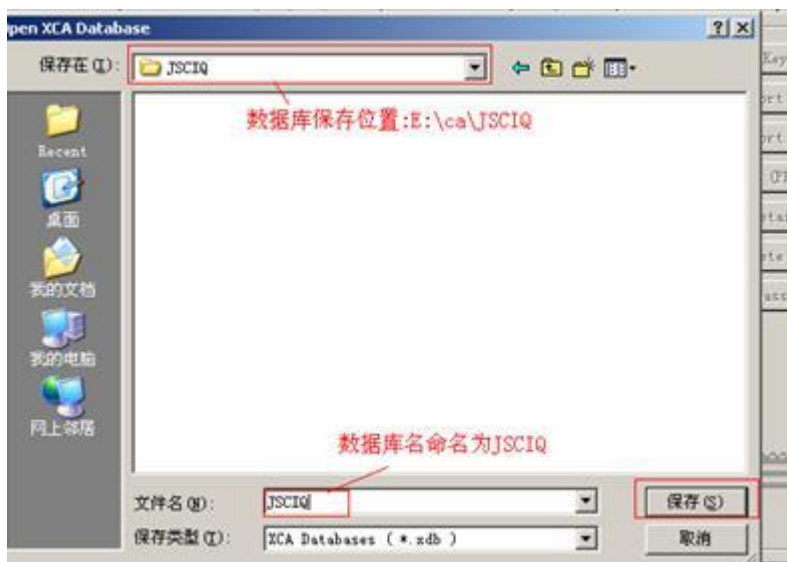 pen XCA Database
保存在(I):
JSCIQ
数据库保存位置:E:\ca\JSCIQ
Recent
桌面
我的文档
我的电脑
网上邻居
数据库名命名为JSCIQ
文件名(N):
JSCIQ
保存(S)
保存类型(T):
XCA Databases ( *.xdb )
取消